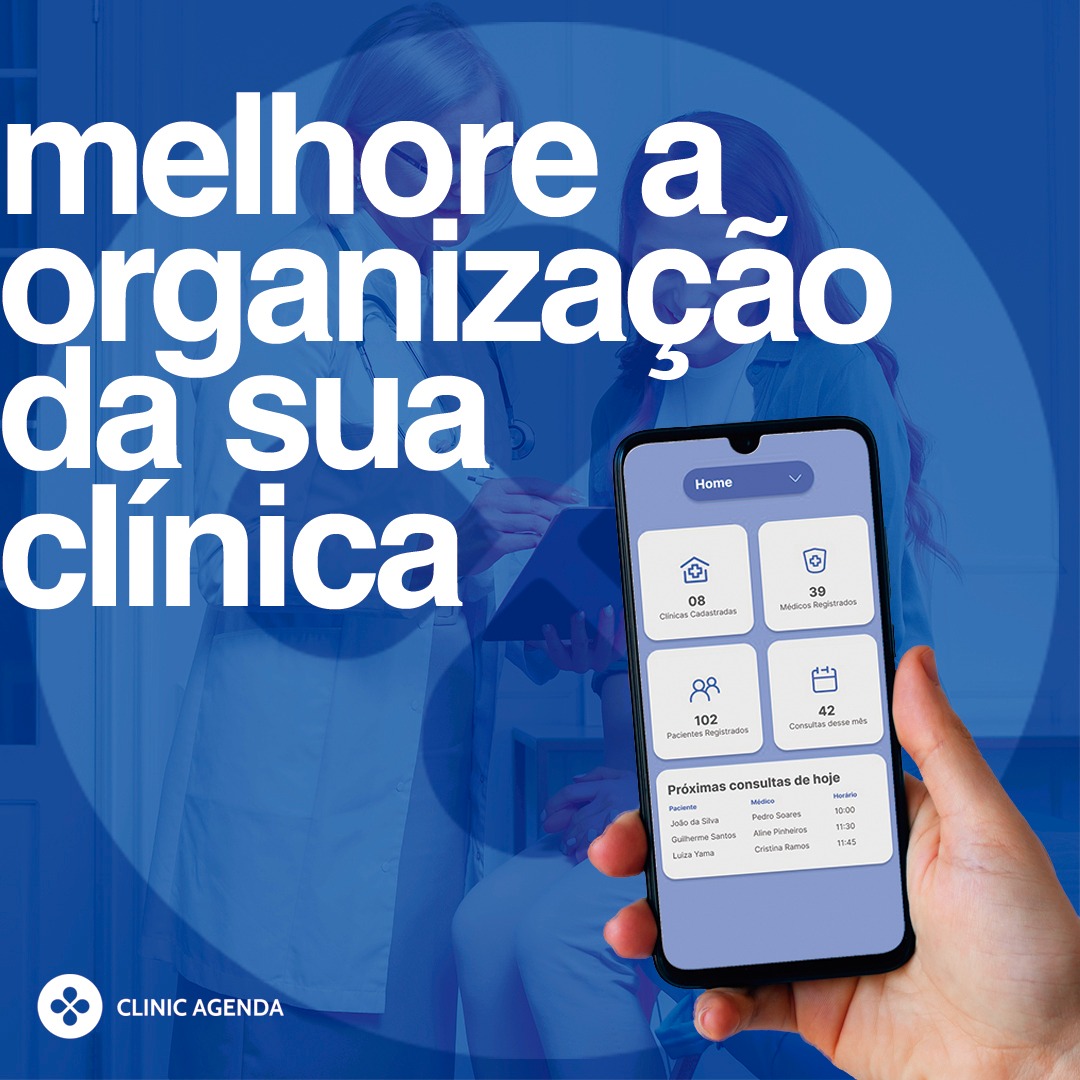 melhore a
organização
da sua
clínica
Home
08
Clínicas Cadastradas
39
Médicos Registrados
102
Pacientes Registrados
42
Consultas desse mês
Próximas consultas de hoje
Paciente Médico Horário
João da Silva Pedro Soares 10:00
Guilherme Santos Aline Pinheiros 11:30
Luiza Yama Cristina Ramos 11:45
CLINIC AGENDA